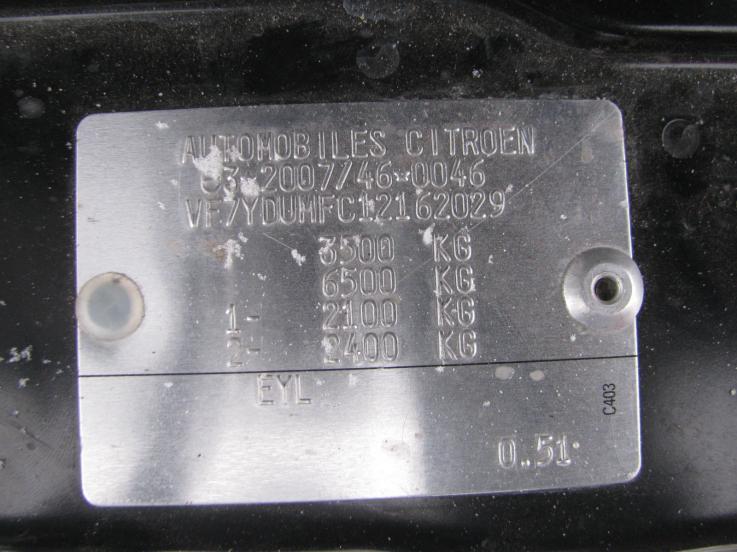 AUTOMOBILES CITROEN
03*2007/46*0046
VF7YDUMFC12162029
3500 KG
6500 KG
1- 2100 KG
2- 2400 KG
EYL
C403
0.51